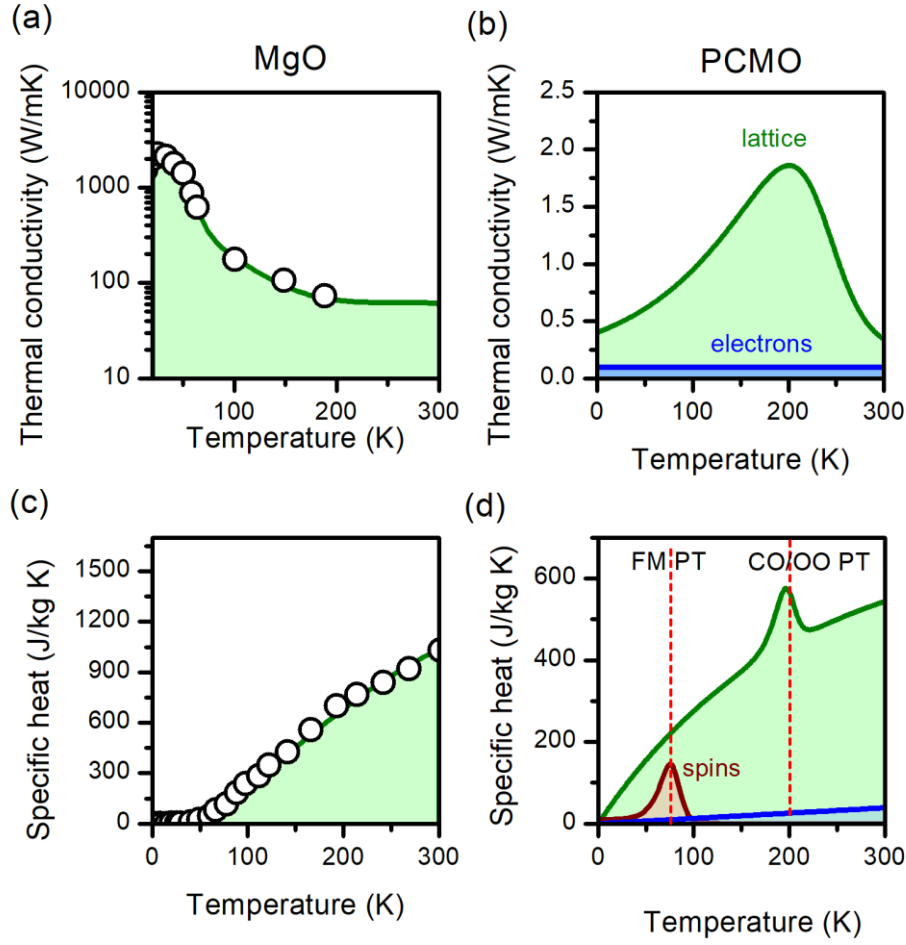 (a)
MgO
Thermal conductivity (W/mK)
10000
1000
100
10
100
200
300
Temperature (K)
(b)
PCMO
Thermal conductivity (W/mK)
2.5
2.0
1.5
1.0
0.5
0.0
lattice
electrons
0
100
200
300
Temperature (K)
(c)
Specific heat (J/kg K)
1500
1200
900
600
300
0
0
100
200
300
Temperature (K)
(d)
Specific heat (J/kg K)
600
400
200
0
FM PT
CO/OO PT
spins
0
100
200
300
Temperature (K)